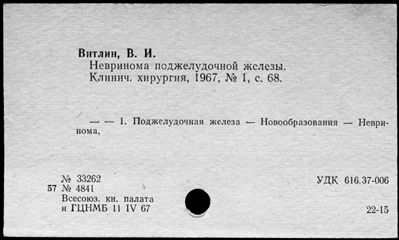 Витлин, В. И.
Невринома поджелудочной железы.
Клинич. хирургия, 1967, № 1, с. 68.
— — 1. Поджелудочная железа — Новообразования — Неври-
нома,
№ 33262
57 № 4841
УДК 616.37-006
Всесоюз. кн. палата
и ГЦНМБ 11 IV 67
22-15